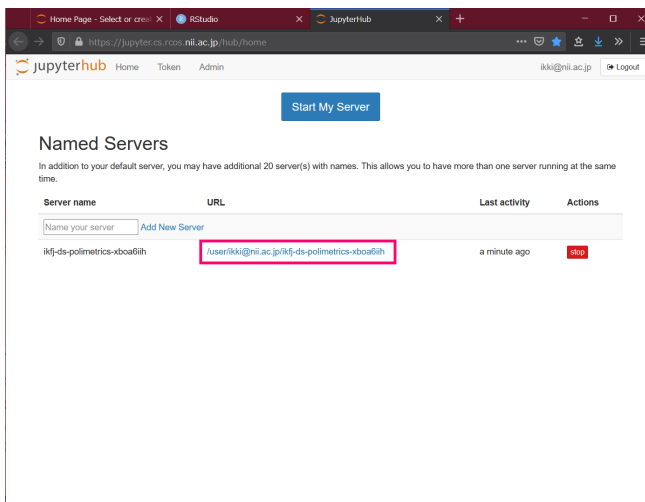 Home Page - Select or creat
RStudio
JupyterHub
https://jupyter.cs.rcos.nii.ac.jp/hub/home
jupyterhub Home Token Admin ikki@nii.ac.jp Logout
Start My Server
Named Servers
In addition to your default server, you may have additional 20 server(s) with names. This allows you to have more than one server running at the same
time.
Server name URL Last activity Actions
Name your server Add New Server
ikfj-ds-polimetrics-xboa6iih /user/ikki@nii.ac.jp/ikfj-ds-polimetrics-xboa6iih a minute ago stop